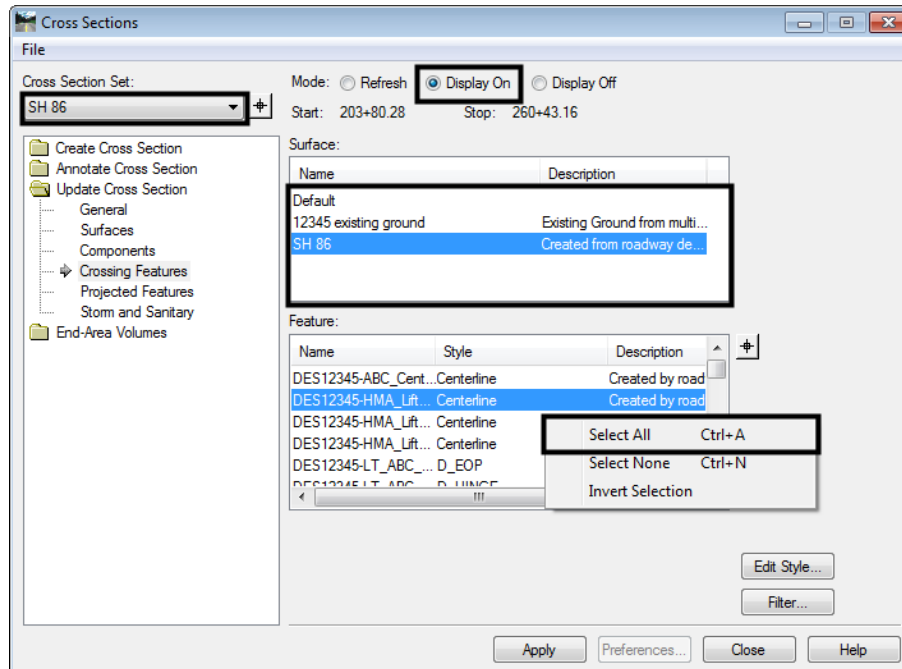 Cross Sections
File
Cross Section Set:
SH 86
Mode: Refresh Display On Display Off
Start: 203+80.28 Stop: 260+43.16
Create Cross Section
Annotate Cross Section
Update Cross Section
General
Surfaces
Components
Crossing Features
Projected Features
Storm and Sanitary
End-Area Volumes
Surface:
Name Description
Default
12345 existing ground Existing Ground from multi...
SH 86 Created from roadway de...
Feature:
Name Style Description
DES12345-ABC_Cent... Centerline Created by road
DES12345-HMA_Lift... Centerline Created by road
DES12345-HMA_Lift... Centerline
DES12345-HMA_Lift... Centerline
DES12345-LT_ABC_... D_EOP
DES12345-LT_ABC... D_HINGE
Select All Ctrl+A
Select None Ctrl+N
Invert Selection
Edit Style...
Filter...
Apply Preferences... Close Help